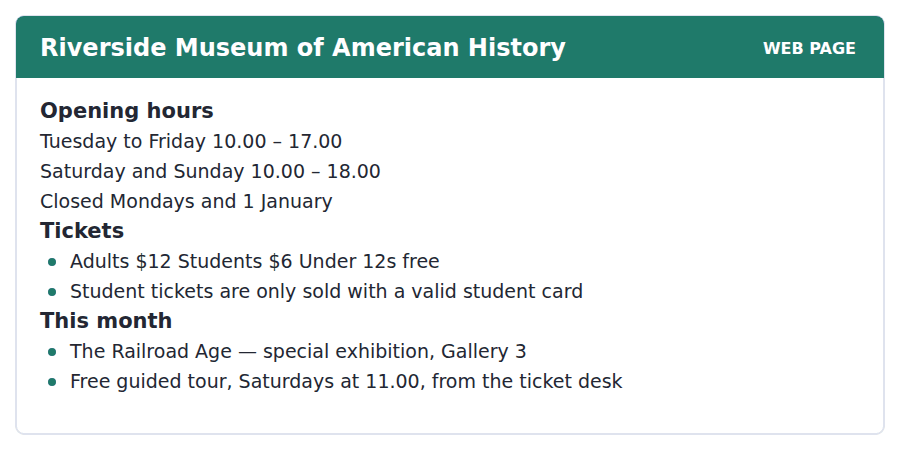 Riverside Museum of American History
WEB PAGE
Opening hours
Tuesday to Friday 10.00 – 17.00
Saturday and Sunday 10.00 – 18.00
Closed Mondays and 1 January
Tickets
Adults $12 Students $6 Under 12s free
Student tickets are only sold with a valid student card
This month
The Railroad Age — special exhibition, Gallery 3
Free guided tour, Saturdays at 11.00, from the ticket desk